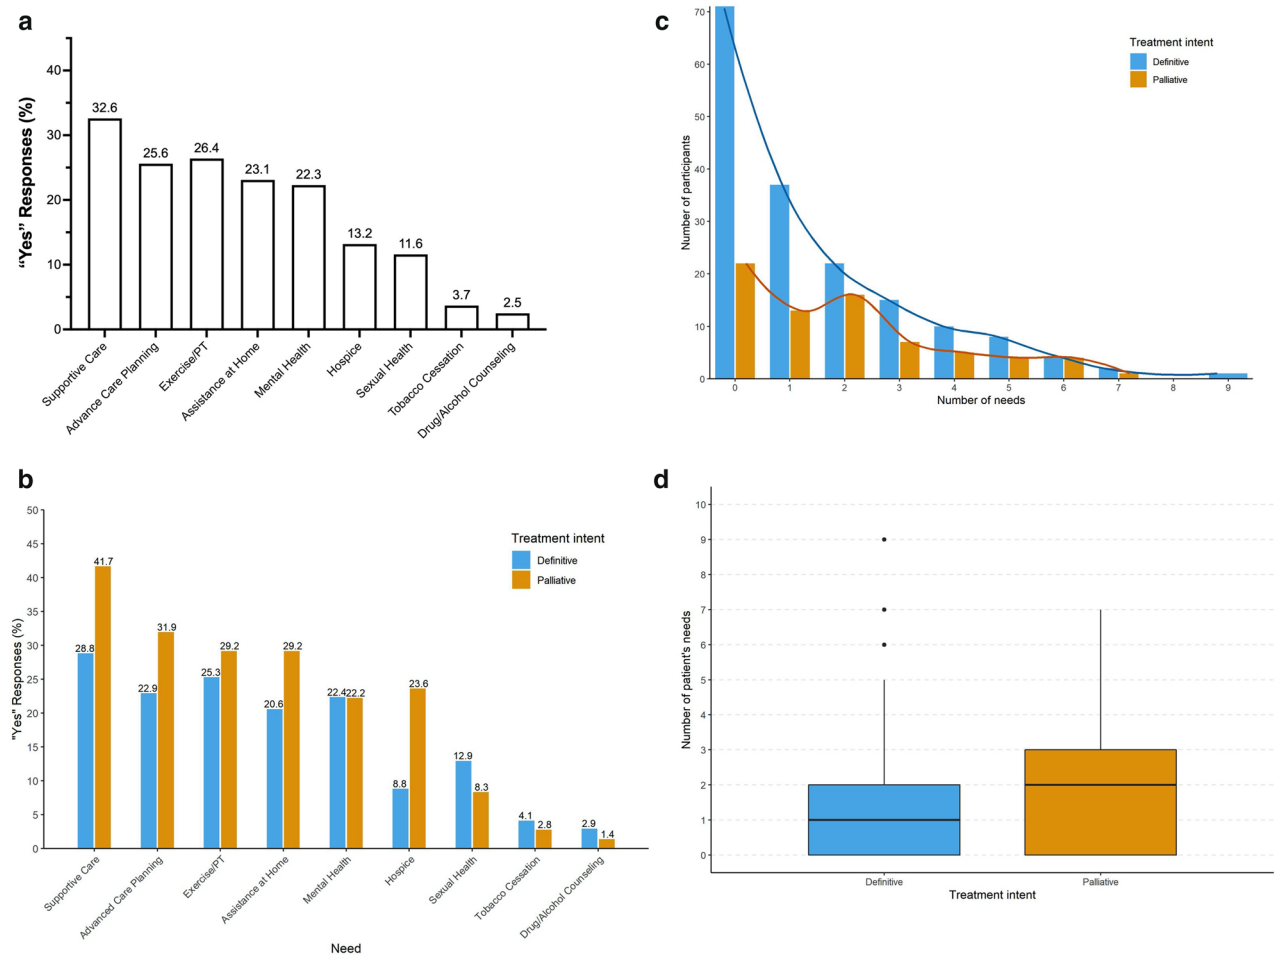 a
"Yes" Responses (%)
40
30
20
10
0
32.6
25.6
26.4
23.1
22.3
13.2
11.6
3.7
2.5
Supportive Care
Advance Care Planning
Exercise/PT
Assistance at Home
Mental Health
Hospice
Sexual Health
Tobacco Cessation
Drug/Alcohol Counseling
c
Number of participants
70
60
50
40
30
20
10
0
Treatment intent
Definitive
Palliative
0 1 2 3 4 5 6 7 8 9
Number of needs
b
"Yes" Responses (%)
50
45
40
35
30
25
20
15
10
5
0
Treatment intent
Definitive
Palliative
28.8 41.7
22.9 31.9
25.3 29.2
20.6 29.2
22.4 22.2
8.8 23.6
12.9 8.3
4.1 2.8
2.9 1.4
Supportive Care
Advanced Care Planning
Exercise/PT
Assistance at Home
Mental Health
Hospice
Sexual Health
Tobacco Cessation
Drug/Alcohol Counseling
Need
d
Number of patient's needs
10
9
8
7
6
5
4
3
2
1
0
Definitive Palliative
Treatment intent